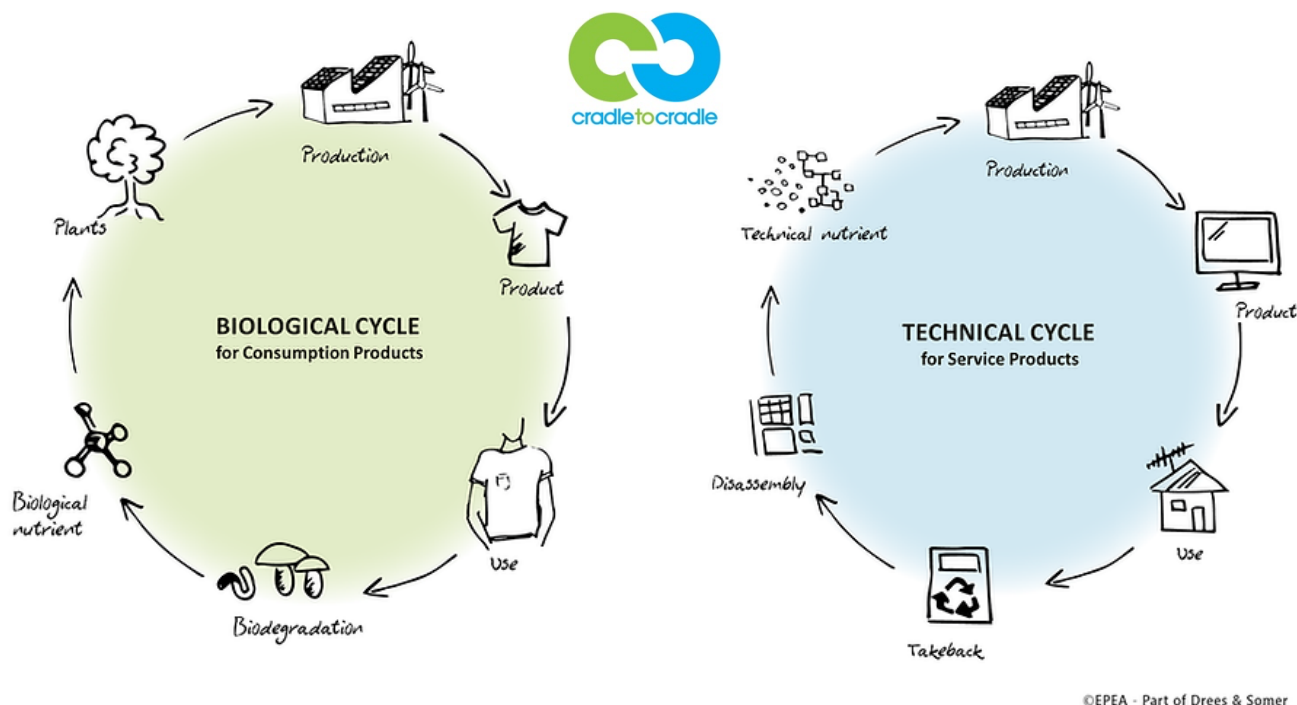 cradletocradle
Production
Product
Use
Biodegradation
Biological
nutrient
Plants
BIOLOGICAL CYCLE
for Consumption Products
Production
Product
Use
Takeback
Disassembly
Technical nutrient
TECHNICAL CYCLE
for Service Products
©EPEA - Part of Drees & Somer